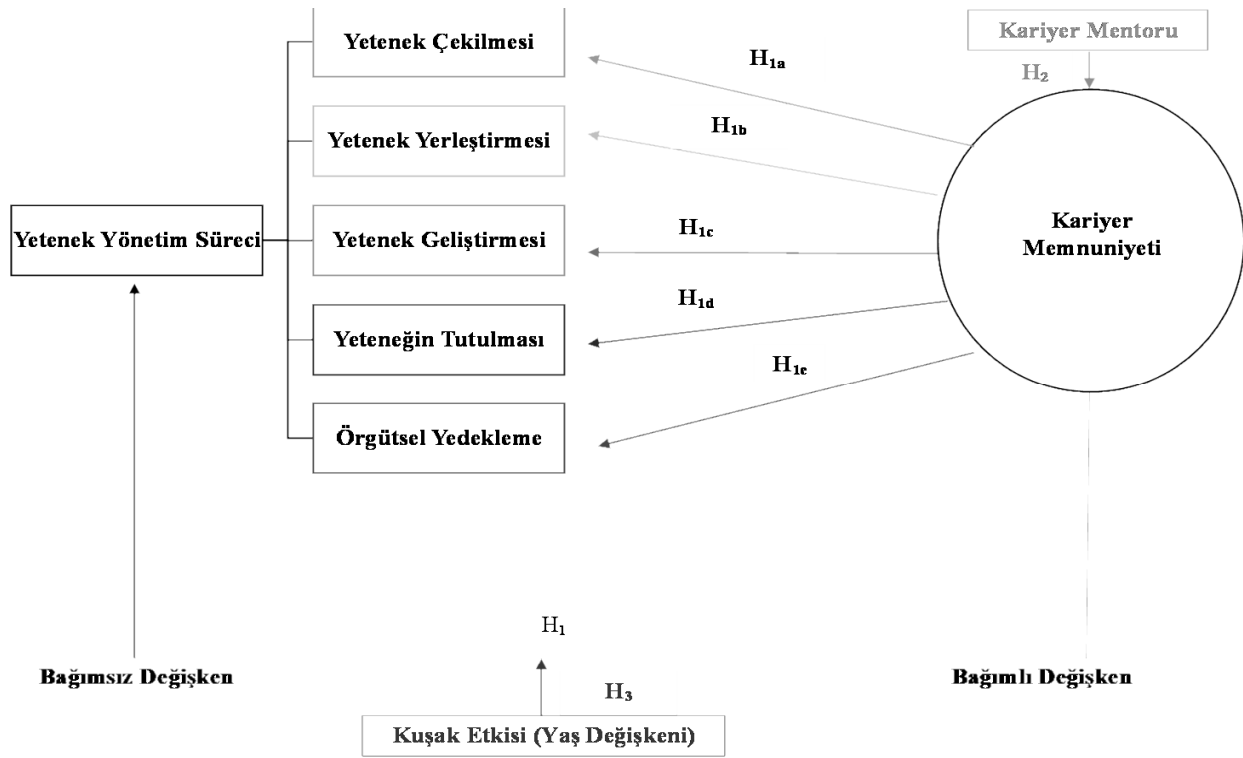 Yetenek Çekilmesi
Kariyer Mentoru
H1a
H2
Yetenek Yerleştirmesi
H1b
Yetenek Yönetim Süreci
Yetenek Geliştirmesi
H1c
Kariyer
Memnuniyeti
Yeteneğin Tutulması
H1d
H1e
Örgütsel Yedekleme
H1
Bağımsız Değişken
Bağımlı Değişken
H3
Kuşak Etkisi (Yaş Değişkeni)